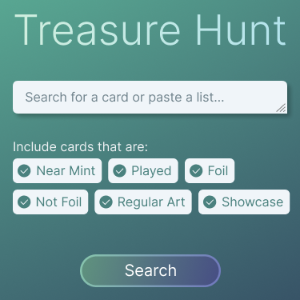 Treasure Hunt
Search for a card or paste a list...
Include cards that are:
Near Mint Played Foil
Not Foil Regular Art Showcase
Search